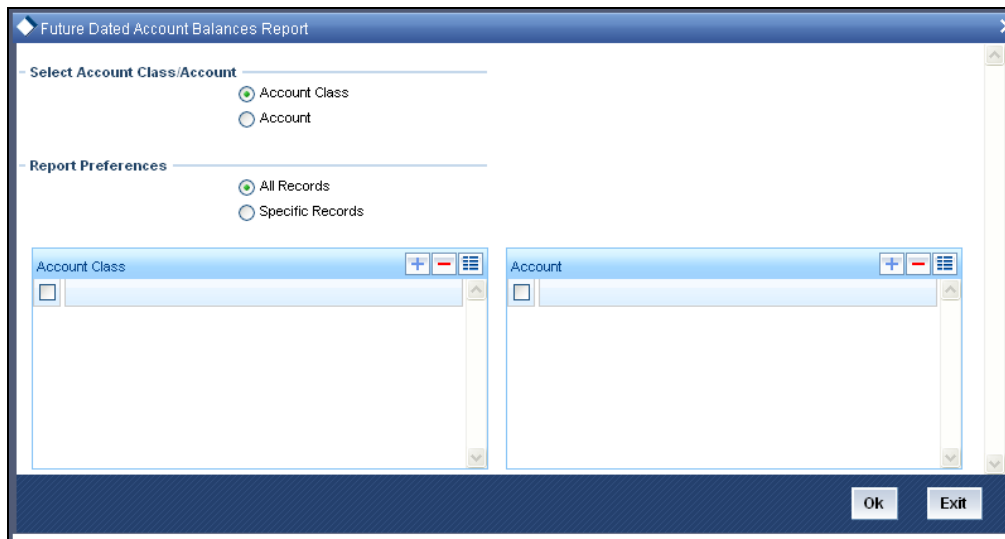 Future Dated Account Balances Report
Select Account Class/Account
Account Class
Account
Report Preferences
All Records
Specific Records
Account Class
Account
Ok
Exit